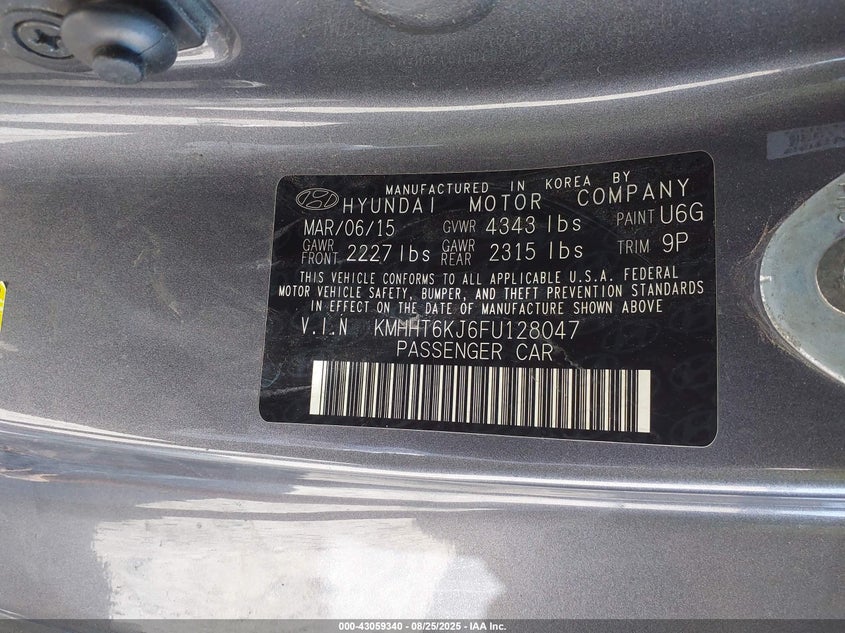 MANUFACTURED IN KOREA BY
HYUNDAI MOTOR COMPANY
MAR/06/15 GVWR 4343 lbs PAINT U6G
GAWR FRONT 2227 lbs GAWR REAR 2315 lbs TRIM 9P
THIS VEHICLE CONFORMS TO ALL APPLICABLE U.S.A. FEDERAL
MOTOR VEHICLE SAFETY, BUMPER, AND THEFT PREVENTION STANDARDS
IN EFFECT ON THE DATE OF MANUFACTURE SHOWN ABOVE.
V.I.N KMHHT6KJ6FU128047
PASSENGER CAR
000-43059340 - 08/25/2025 - IAA Inc.